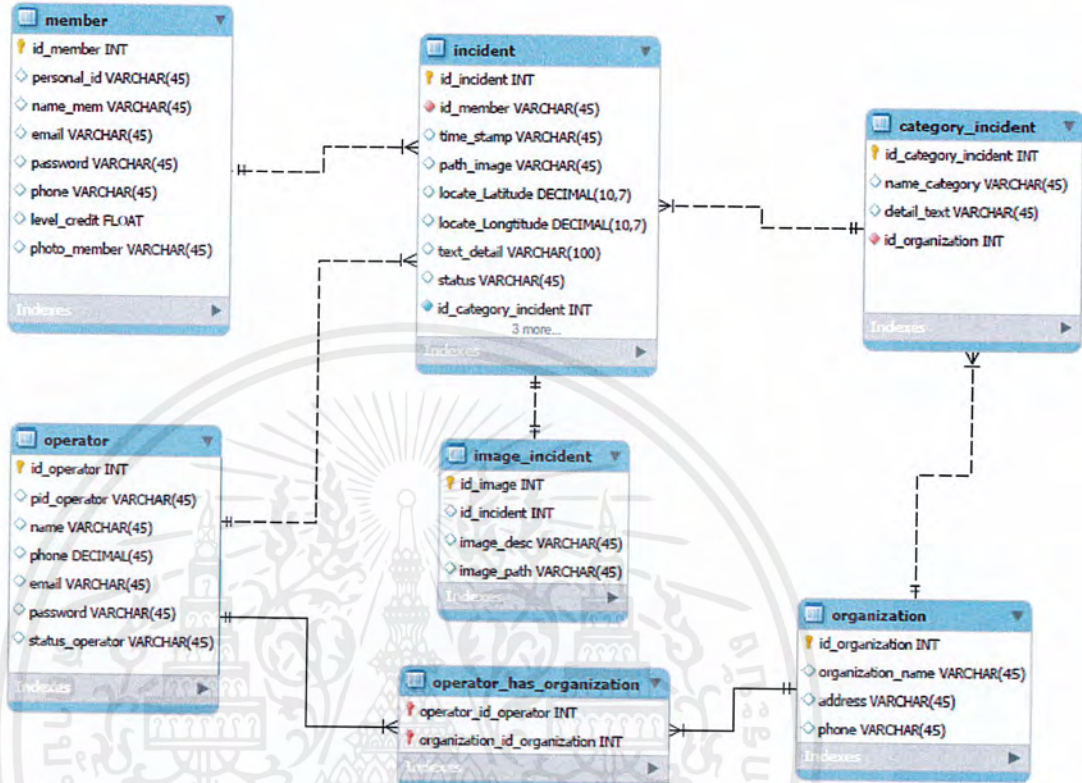 member
id_member INT
personal_id VARCHAR(45)
name_mem VARCHAR(45)
email VARCHAR(45)
password VARCHAR(45)
phone VARCHAR(45)
level_credit FLOAT
photo_member VARCHAR(45)
Indexes
incident
id_incident INT
id_member VARCHAR(45)
time_stamp VARCHAR(45)
path_image VARCHAR(45)
locate_Latitude DECIMAL(10,7)
locate_Longtitude DECIMAL(10,7)
text_detail VARCHAR(100)
status VARCHAR(45)
id_category_incident INT
3 more...
Indexes
category_incident
id_category_incident INT
name_category VARCHAR(45)
detail_text VARCHAR(45)
id_organization INT
Indexes
operator
id_operator INT
pid_operator VARCHAR(45)
name VARCHAR(45)
phone DECIMAL(45)
email VARCHAR(45)
password VARCHAR(45)
status_operator VARCHAR(45)
Indexes
image_incident
id_image INT
id_incident INT
image_desc VARCHAR(45)
image_path VARCHAR(45)
Indexes
operator_has_organization
operator_id_operator INT
organization_id_organization INT
Indexes
organization
id_organization INT
organization_name VARCHAR(45)
address VARCHAR(45)
phone VARCHAR(45)
Indexes